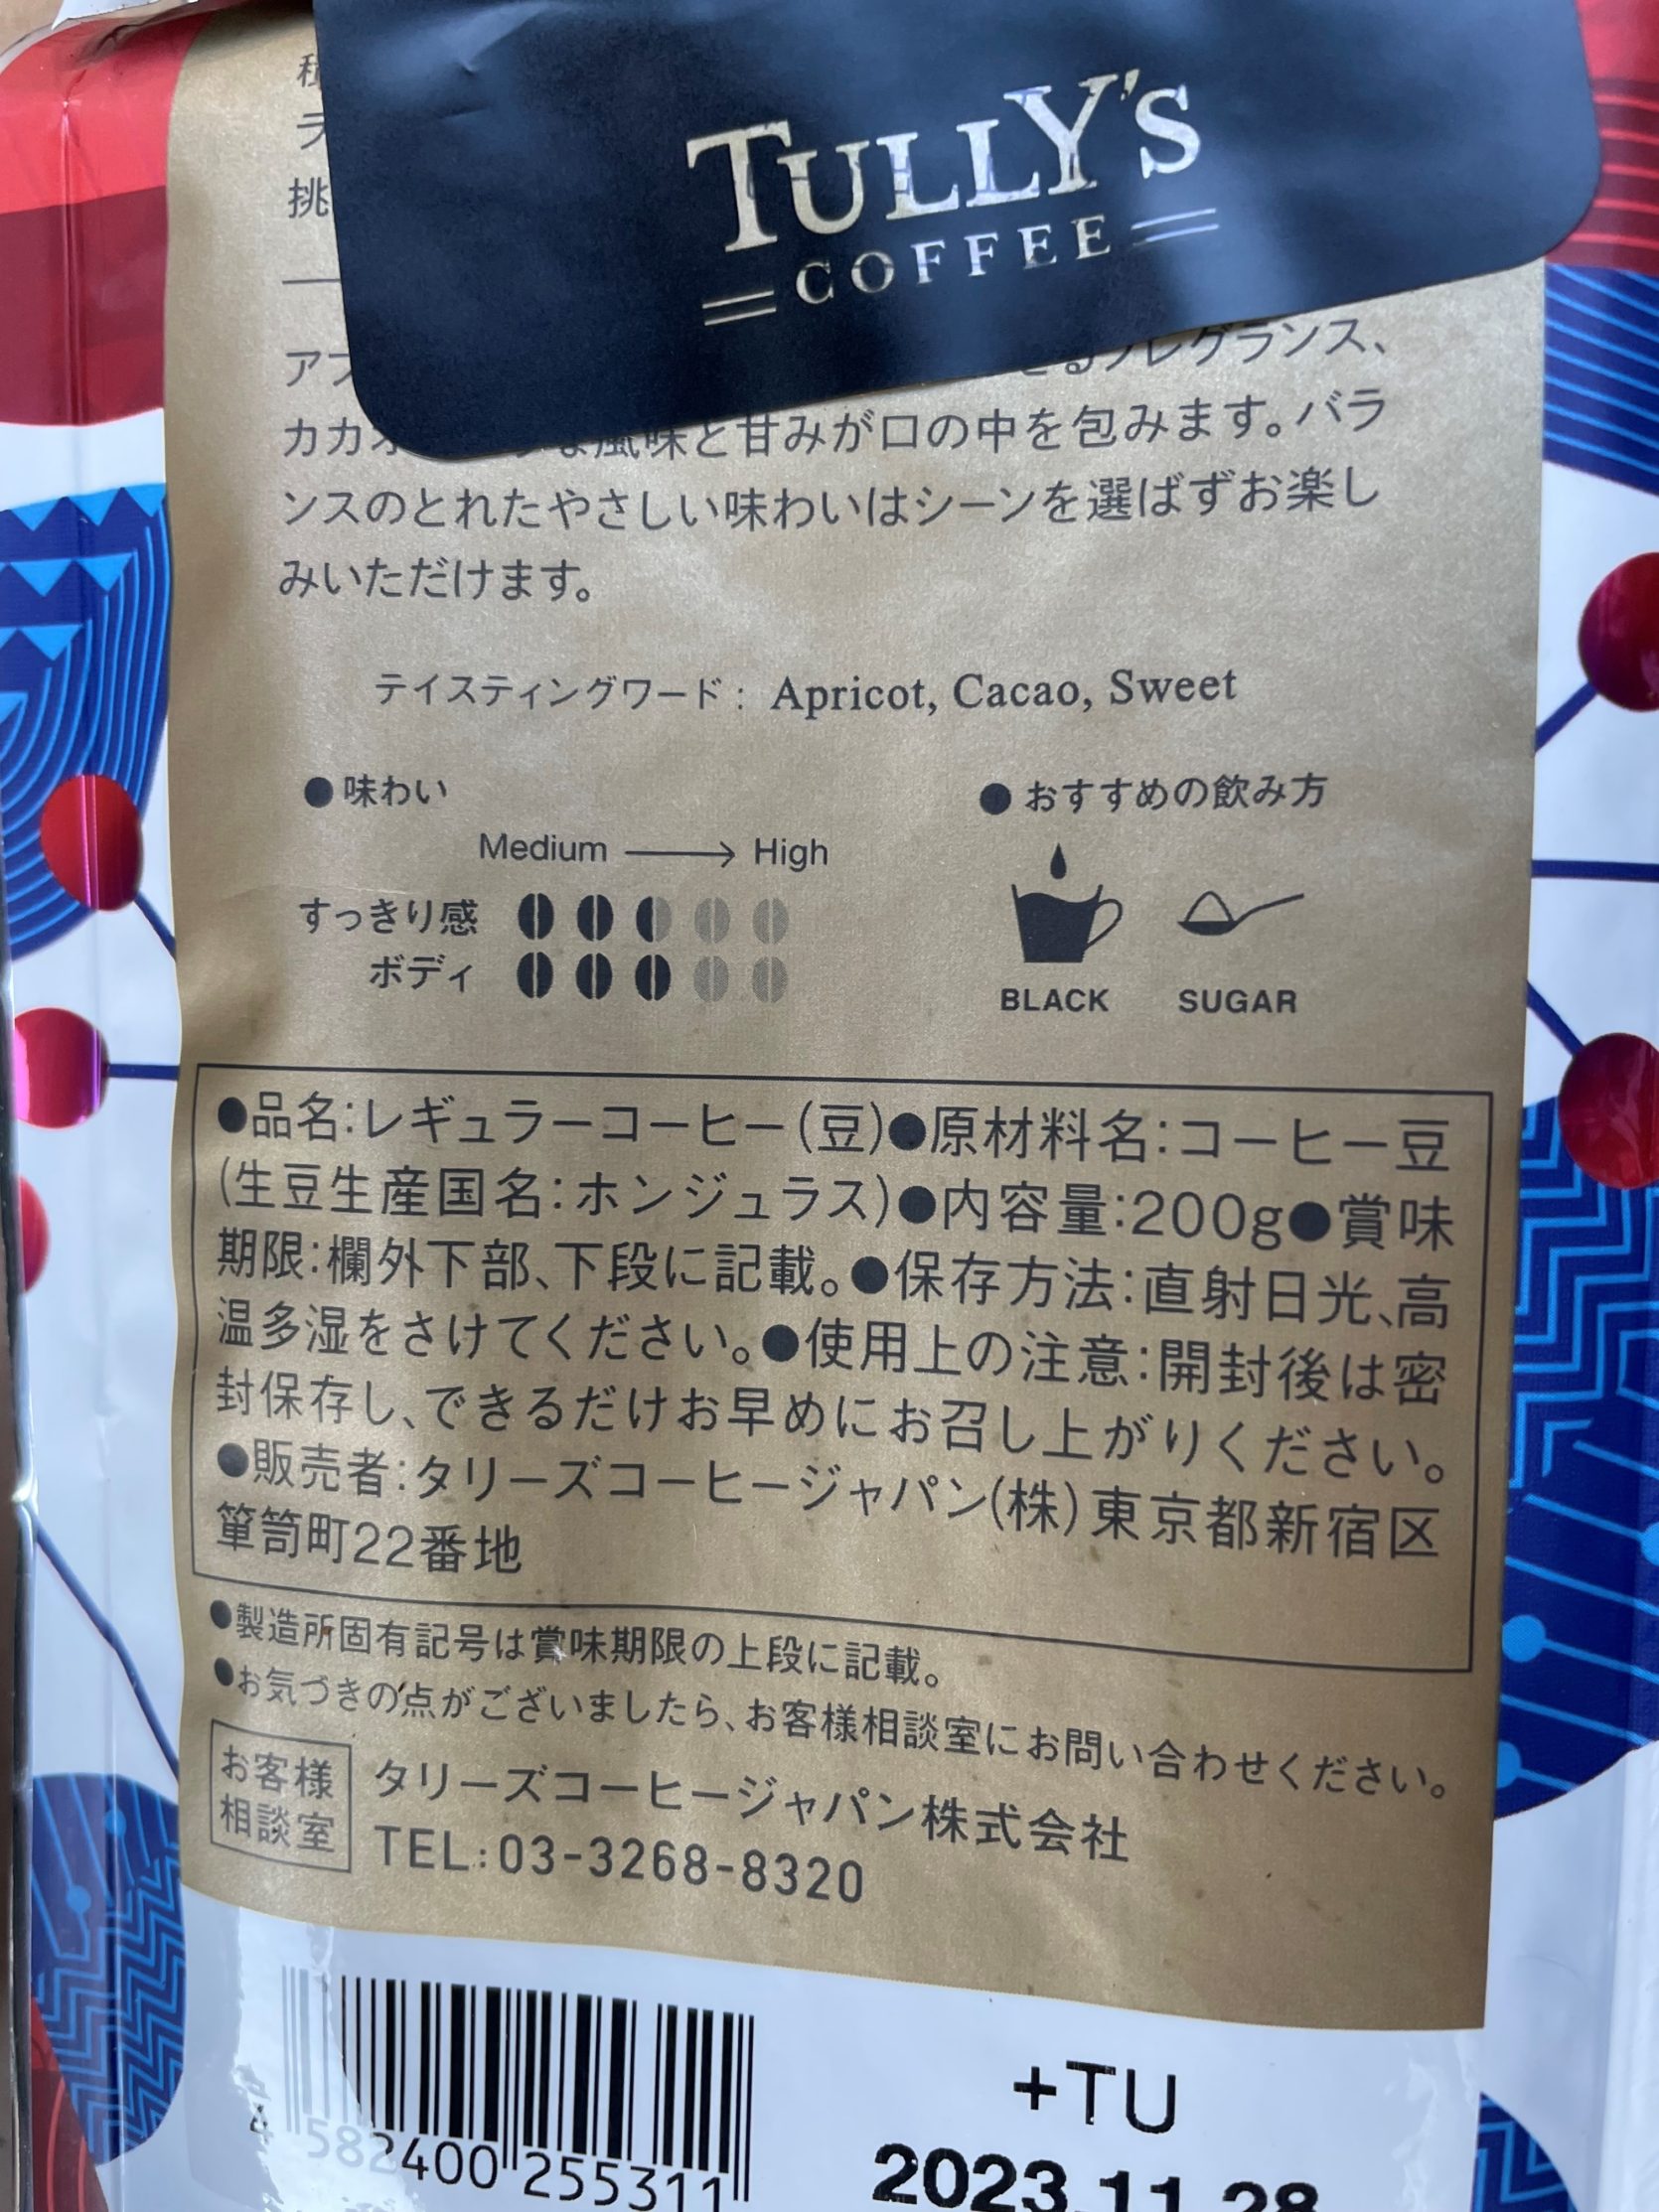 TULLY'S
COFFEE
挑
フレグランス、
カカオ 風味と甘みが口の中を包みます。バラ
ンスのとれたやさしい味わいはシーンを選ばずお楽し
みいただけます。
テイスティングワード： Apricot, Cacao, Sweet
●味わい
Medium → High
すっきり感
ボディ
●おすすめの飲み方
BLACK SUGAR
●品名：レギュラーコーヒー（豆）●原材料名：コーヒー豆
（生豆生産国名：ホンジュラス）●内容量：200g●賞味
期限：欄外下部、下段に記載。●保存方法：直射日光、高
温多湿をさけてください。●使用上の注意：開封後は密
封保存し、できるだけお早めにお召し上がりください。
●販売者：タリーズコーヒージャパン（株）東京都新宿区
箪笥町22番地
●製造所固有記号は賞味期限の上段に記載。
●お気づきの点がございましたら、お客様相談室にお問い合わせください。
お客様
相談室
タリーズコーヒージャパン株式会社
TEL：03-3268-8320
4 582400 255311
+TU
2023.11.28